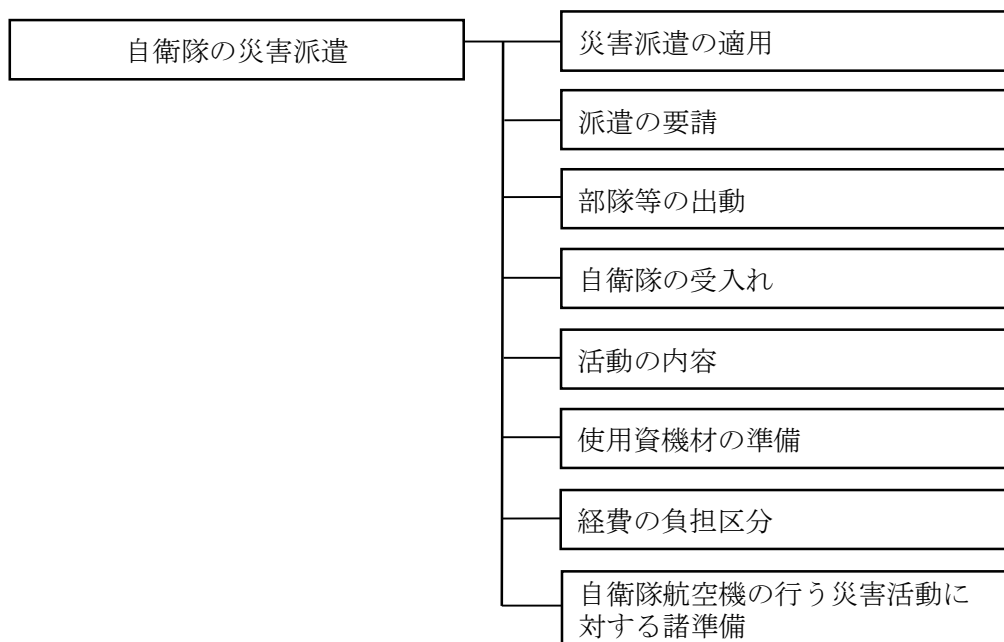 自衛隊の災害派遣
災害派遣の適用
派遣の要請
部隊等の出動
自衛隊の受入れ
活動の内容
使用資機材の準備
経費の負担区分
自衛隊航空機の行う災害活動に
対する諸準備